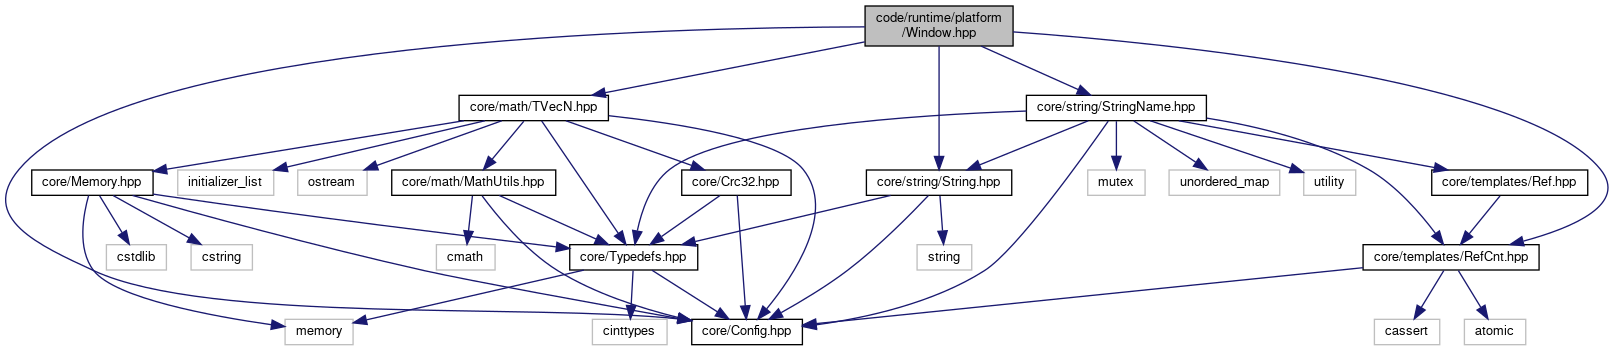 code/runtime/platform
/Window.hpp
core/math/TVecN.hpp
core/string/StringName.hpp
core/Memory.hpp
initializer_list
ostream
core/math/MathUtils.hpp
core/Crc32.hpp
core/string/String.hpp
mutex
unordered_map
utility
core/templates/Ref.hpp
cstdlib
cstring
cmath
core/Typedefs.hpp
string
core/templates/RefCnt.hpp
memory
cinttypes
core/Config.hpp
cassert
atomic